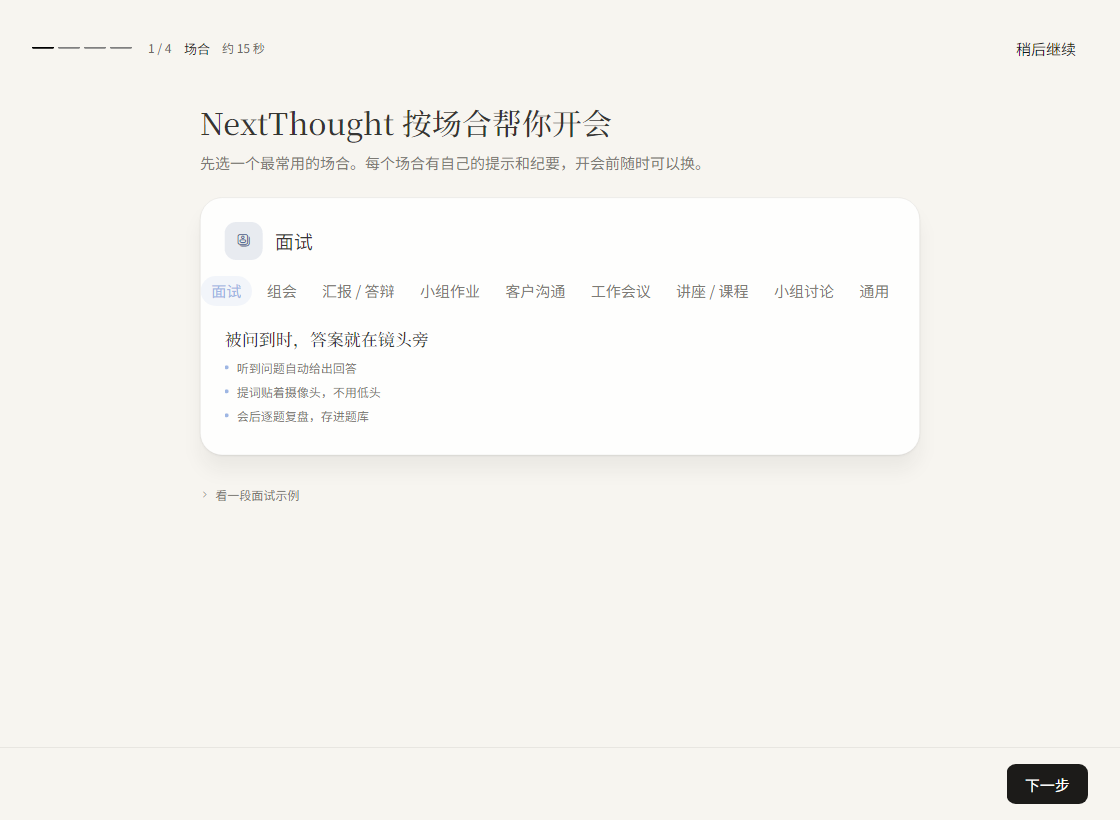 1 / 4 场合 约 15 秒
稍后继续
NextThought 按场合帮你开会
先选一个最常用的场合。每个场合有自己的提示和纪要，开会前随时可以换。
面试
面试 组会 汇报 / 答辩 小组作业 客户沟通 工作会议 讲座 / 课程 小组讨论 通用
被问到时，答案就在镜头旁
听到问题自动给出回答
提词贴着摄像头，不用低头
会后逐题复盘，存进题库
看一段面试示例
下一步